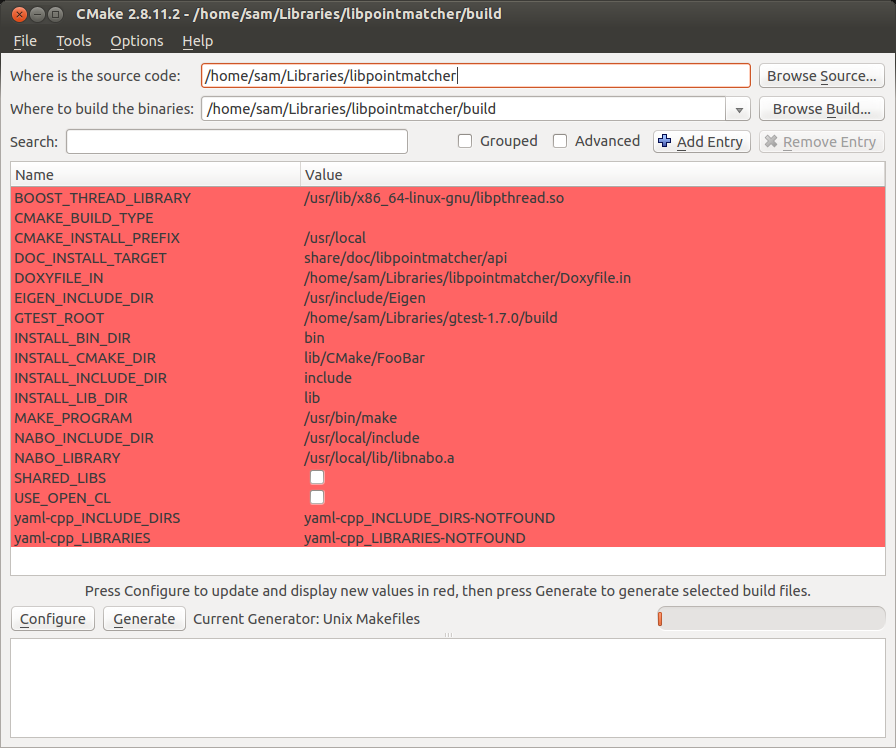 CMake 2.8.11.2 - /home/sam/Libraries/libpointmatcher/build
File Tools Options Help
Where is the source code: /home/sam/Libraries/libpointmatcher Browse Source...
Where to build the binaries: /home/sam/Libraries/libpointmatcher/build Browse Build...
Search: Grouped Advanced Add Entry Remove Entry
Name Value
BOOST_THREAD_LIBRARY /usr/lib/x86_64-linux-gnu/libpthread.so
CMAKE_BUILD_TYPE
CMAKE_INSTALL_PREFIX /usr/local
DOC_INSTALL_TARGET share/doc/libpointmatcher/api
DOXYFILE_IN /home/sam/Libraries/libpointmatcher/Doxyfile.in
EIGEN_INCLUDE_DIR /usr/include/Eigen
GTEST_ROOT /home/sam/Libraries/gtest-1.7.0/build
INSTALL_BIN_DIR bin
INSTALL_CMAKE_DIR lib/CMake/FooBar
INSTALL_INCLUDE_DIR include
INSTALL_LIB_DIR lib
MAKE_PROGRAM /usr/bin/make
NABO_INCLUDE_DIR /usr/local/include
NABO_LIBRARY /usr/local/lib/libnabo.a
SHARED_LIBS
USE_OPEN_CL
yaml-cpp_INCLUDE_DIRS yaml-cpp_INCLUDE_DIRS-NOTFOUND
yaml-cpp_LIBRARIES yaml-cpp_LIBRARIES-NOTFOUND
Press Configure to update and display new values in red, then press Generate to generate selected build files.
Configure Generate Current Generator: Unix Makefiles